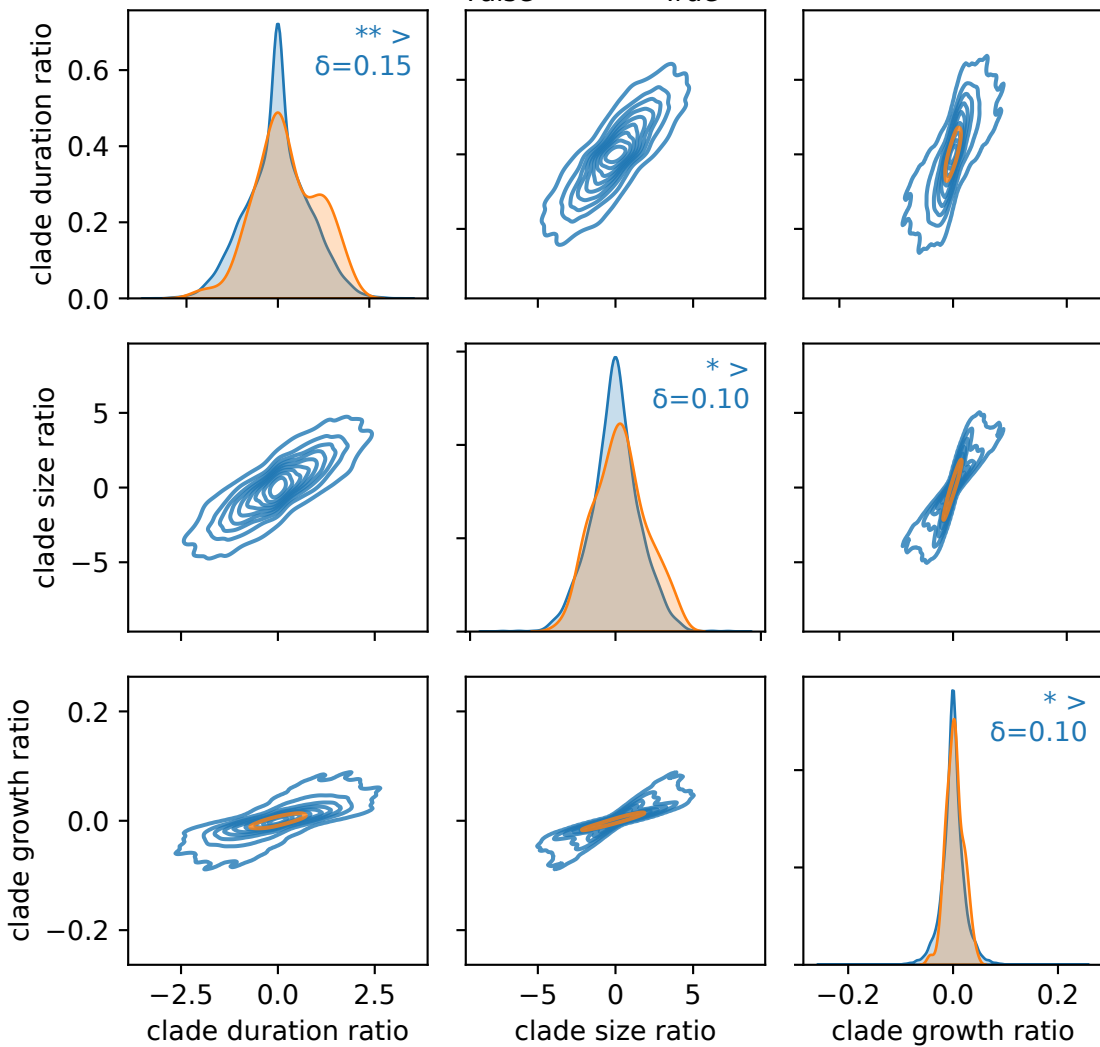 ** >
δ=0.15
clade duration ratio
0.6
0.4
0.2
0.0
* >
δ=0.10
clade size ratio
5
0
−5
* >
δ=0.10
clade growth ratio
0.2
0.0
−0.2
−2.5 0.0 2.5
−5 0 5
−0.2 0.0 0.2
clade duration ratio
clade size ratio
clade growth ratio